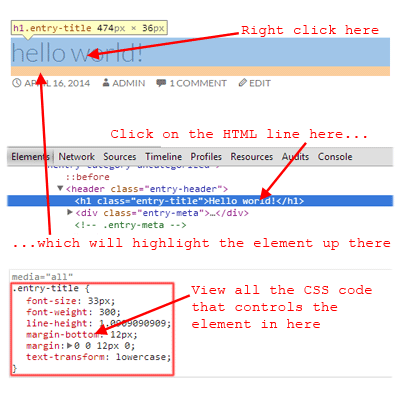 h1.entry-title 474px × 36px
Right click here
hello world!
APRIL 16, 2014 ADMIN 1 COMMENT EDIT
Click on the HTML line here...
Elements Network Sources Timeline Profiles Resources Audits Console
::before
▼<header class="entry-header">
<h1 class="entry-title">Hello world!</h1>
▶<div class="entry-meta">…</div>
<!-- .entry-meta -->
...which will highlight the element up there
media="all"
.entry-title {
font-size: 33px;
font-weight: 300;
line-height: 1.0909090909;
margin-bottom: 12px;
margin:▶0 0 12px 0;
text-transform: lowercase;
}
View all the CSS code
that controls the
element in here